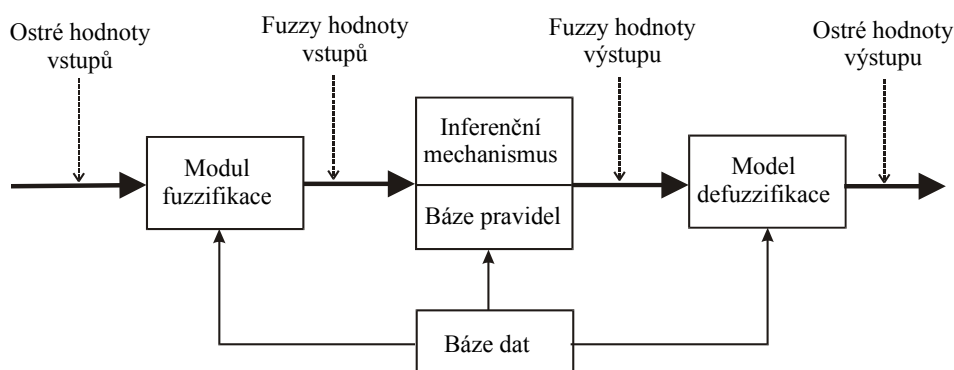 Ostré hodnoty
vstupů
Fuzzy hodnoty
vstupů
Fuzzy hodnoty
výstupu
Ostré hodnoty
výstupu
Modul
fuzzifikace
Inferenční
mechanismus
Báze pravidel
Model
defuzzifikace
Báze dat